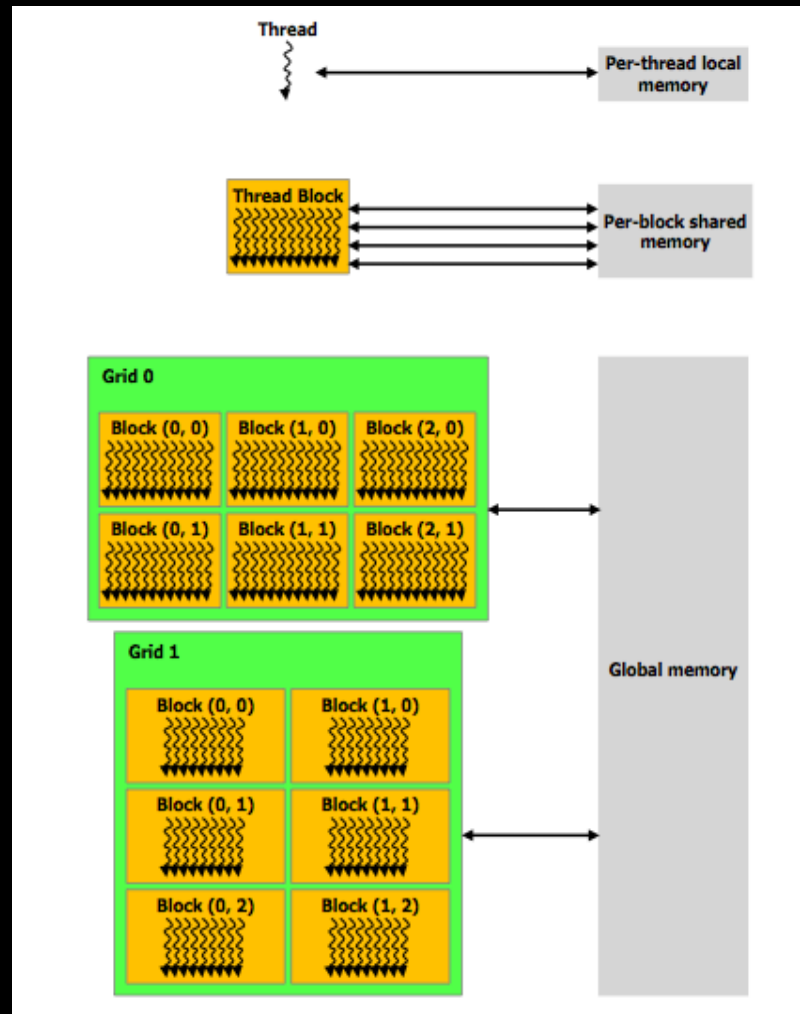 Thread
Per-thread local
memory
Thread Block
Per-block shared
memory
Grid 0
Block (0, 0) Block (1, 0) Block (2, 0)
Block (0, 1) Block (1, 1) Block (2, 1)
Grid 1
Global memory
Block (0, 0) Block (1, 0)
Block (0, 1) Block (1, 1)
Block (0, 2) Block (1, 2)